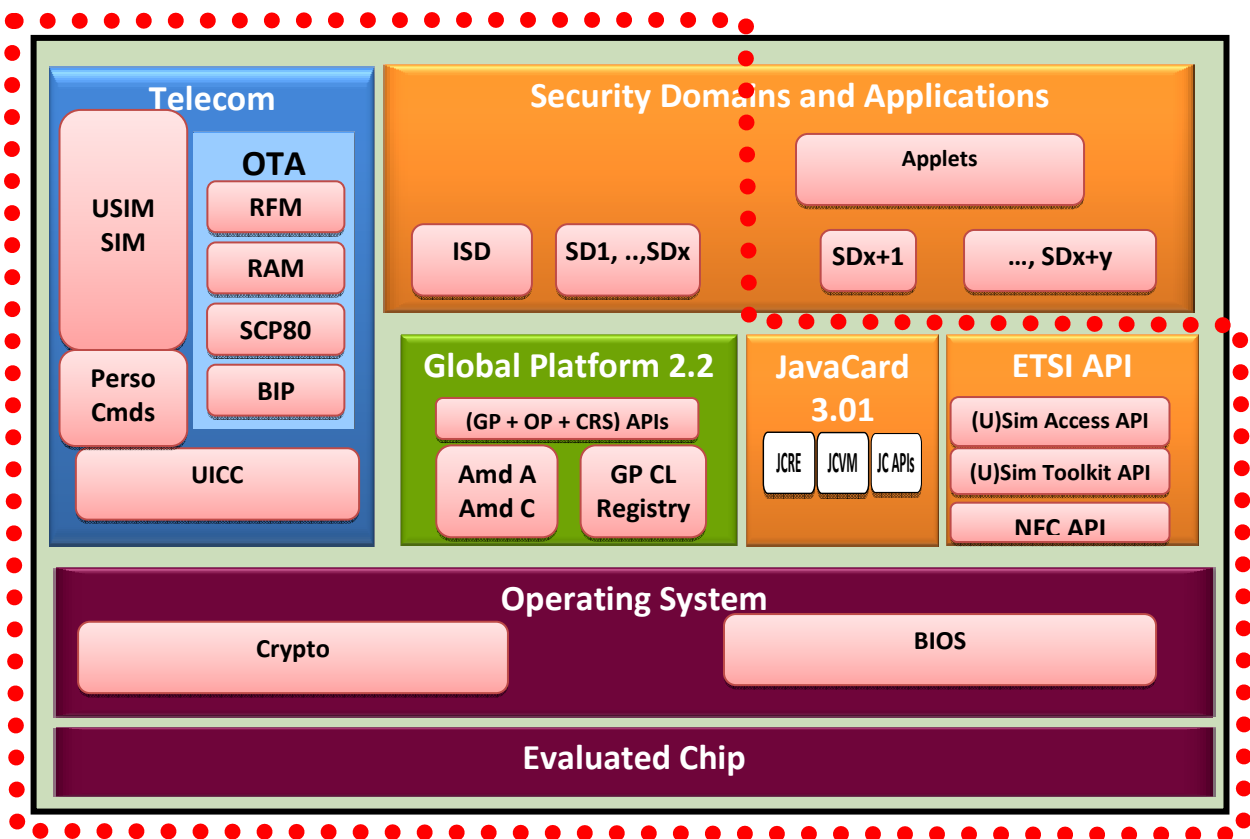 Telecom
USIM
SIM
OTA
RFM
RAM
SCP80
BIP
Perso
Cmds
UICC
Security Domains and Applications
Applets
ISD
SD1, ..,SDx
SDx+1
…, SDx+y
Global Platform 2.2
(GP + OP + CRS) APIs
Amd A
Amd C
GP CL
Registry
JavaCard
3.01
JCRE
JCVM
JC APIs
ETSI API
(U)Sim Access API
(U)Sim Toolkit API
NFC API
Operating System
Crypto
BIOS
Evaluated Chip